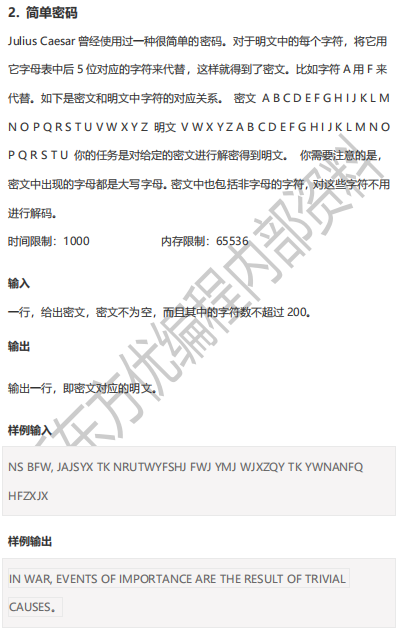 2. 简单密码
Julius Caesar 曾经使用过一种很简单的密码。对于明文中的每个字符，将它用
它字母表中后 5 位对应的字符来代替，这样就得到了密文。比如字符 A 用 F 来
代替。如下是密文和明文中字符的对应关系。 密文 A B C D E F G H I J K L M
N O P Q R S T U V W X Y Z 明文 V W X Y Z A B C D E F G H I J K L M N O
P Q R S T U 你的任务是对给定的密文进行解密得到明文。 你需要注意的是，
密文中出现的字母都是大写字母。密文中也包括非字母的字符，对这些字符不用
进行解码。
时间限制：1000 内存限制：65536
输入
一行，给出密文，密文不为空，而且其中的字符数不超过 200。
输出
输出一行，即密文对应的明文。
样例输入
NS BFW, JAJSYX TK NRUTWYFSHJ FWJ YMJ WJXZQY TK YWNANFQ
HFZXJX
样例输出
IN WAR, EVENTS OF IMPORTANCE ARE THE RESULT OF TRIVIAL
CAUSES。
东方优编程内部资料